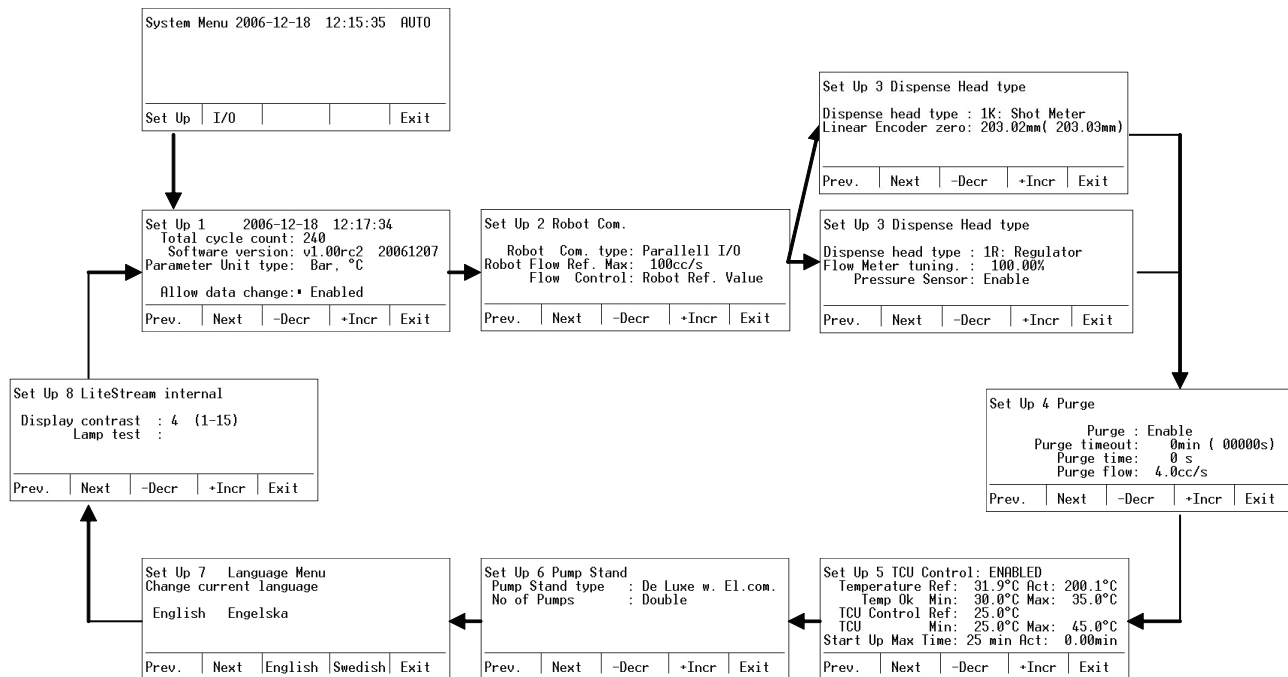 System Menu 2006-12-18 12:15:35 AUTO
Set Up I/O Exit
Set Up 1 2006-12-18 12:17:34
Total cycle count: 240
Software version: v1.00rc2 20061207
Parameter Unit type: Bar, °C
Allow data change: Enabled
Prev. Next -Decr +Incr Exit
Set Up 2 Robot Com.
Robot Com. type: Parallell I/O
Robot Flow Ref. Max: 100cc/s
Flow Control: Robot Ref. Value
Prev. Next -Decr +Incr Exit
Set Up 3 Dispense Head type
Dispense head type : 1K: Shot Meter
Linear Encoder zero: 203.02mm( 203.03mm)
Prev. Next -Decr +Incr Exit
Set Up 3 Dispense Head type
Dispense head type : 1R: Regulator
Flow Meter tuning. : 100.00%
Pressure Sensor: Enable
Prev. Next -Decr +Incr Exit
Set Up 4 Purge
Purge : Enable
Purge timeout: 0min ( 00000s)
Purge time: 0 s
Purge flow: 4.0cc/s
Prev. Next -Decr +Incr Exit
Set Up 5 TCU Control: ENABLED
Temperature Ref: 31.9°C Act: 200.1°C
Temp Ok Min: 30.0°C Max: 35.0°C
TCU Control Ref: 25.0°C
TCU Min: 25.0°C Max: 45.0°C
Start Up Max Time: 25 min Act: 0.00min
Prev. Next -Decr +Incr Exit
Set Up 6 Pump Stand
Pump Stand type : De Luxe w. El.com.
No of Pumps : Double
Prev. Next -Decr +Incr Exit
Set Up 7 Language Menu
Change current language
English Engelska
Prev. Next English Swedish Exit
Set Up 8 LiteStream internal
Display contrast : 4 (1-15)
Lamp test :
Prev. Next -Decr +Incr Exit